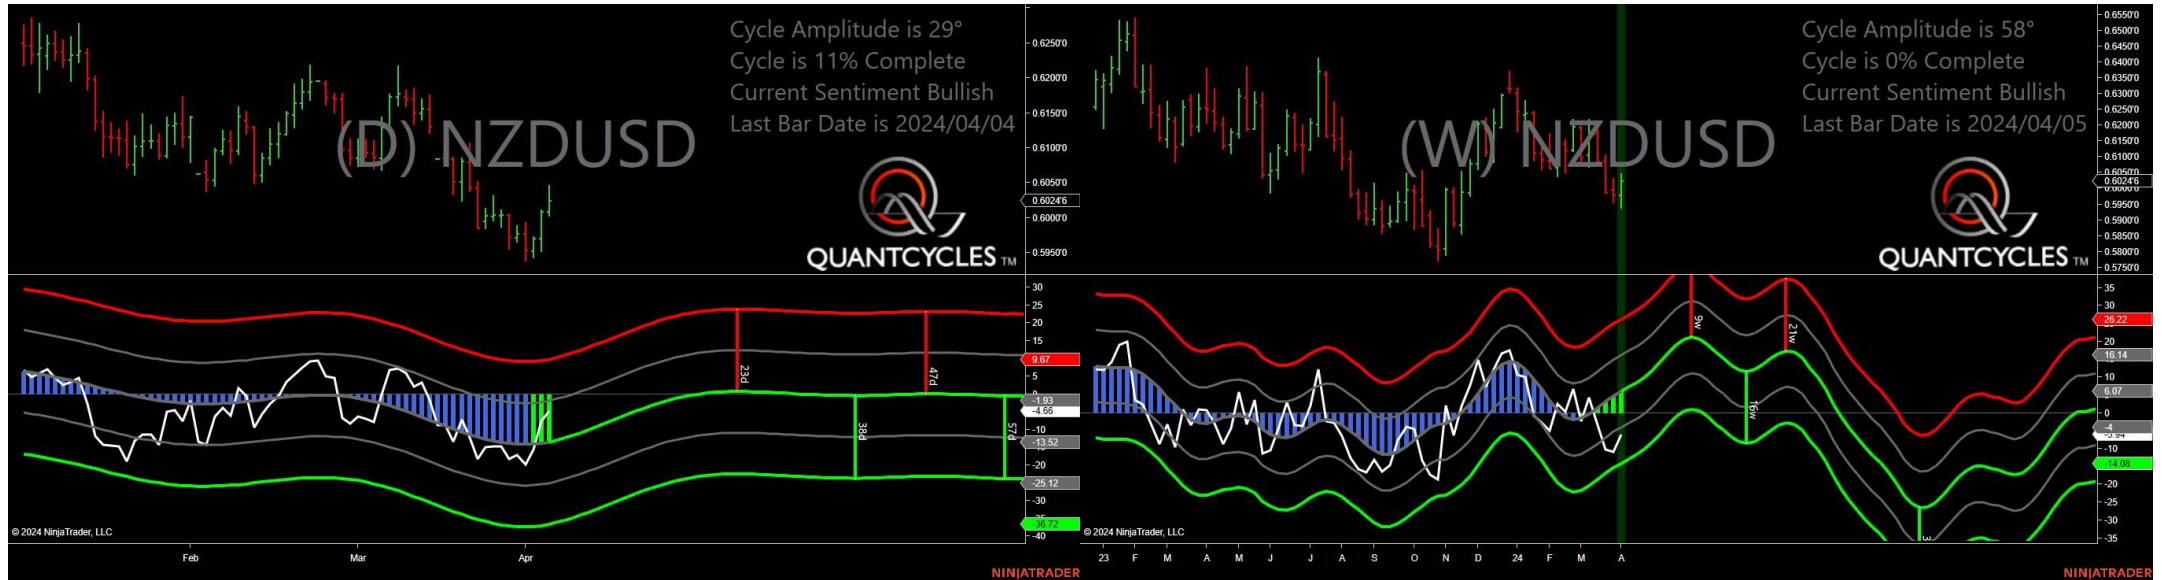 Cycle Amplitude is 29°
Cycle is 11% Complete
Current Sentiment Bullish
Last Bar Date is 2024/04/04
(D) NZDUSD
QUANTCYCLES TM
0.6250'0
0.6200'0
0.6150'0
0.6100'0
0.6050'0
0.6024'6
0.6000'0
0.5950'0
30
25
20
15
9.67
5
-1.93
-4.66
-10
-13.52
-20
-25.12
-30
-36.72
-40
23d
47d
38d
57d
© 2024 NinjaTrader, LLC
Feb Mar Apr
NINJATRADER
Cycle Amplitude is 58°
Cycle is 0% Complete
Current Sentiment Bullish
Last Bar Date is 2024/04/05
(W) NZDUSD
QUANTCYCLES TM
0.6550'0
0.6500'0
0.6450'0
0.6400'0
0.6350'0
0.6300'0
0.6250'0
0.6200'0
0.6150'0
0.6100'0
0.6050'0
0.6024'6
0.5950'0
0.5900'0
0.5850'0
0.5800'0
0.5750'0
35
30
26.22
20
16.14
10
6.07
0
-4
-5.94
-10
-14.08
-20
-25
-30
-35
9w
21w
16w
3
© 2024 NinjaTrader, LLC
23 F M A M J J A S O N D 24 F M A
NINJATRADER